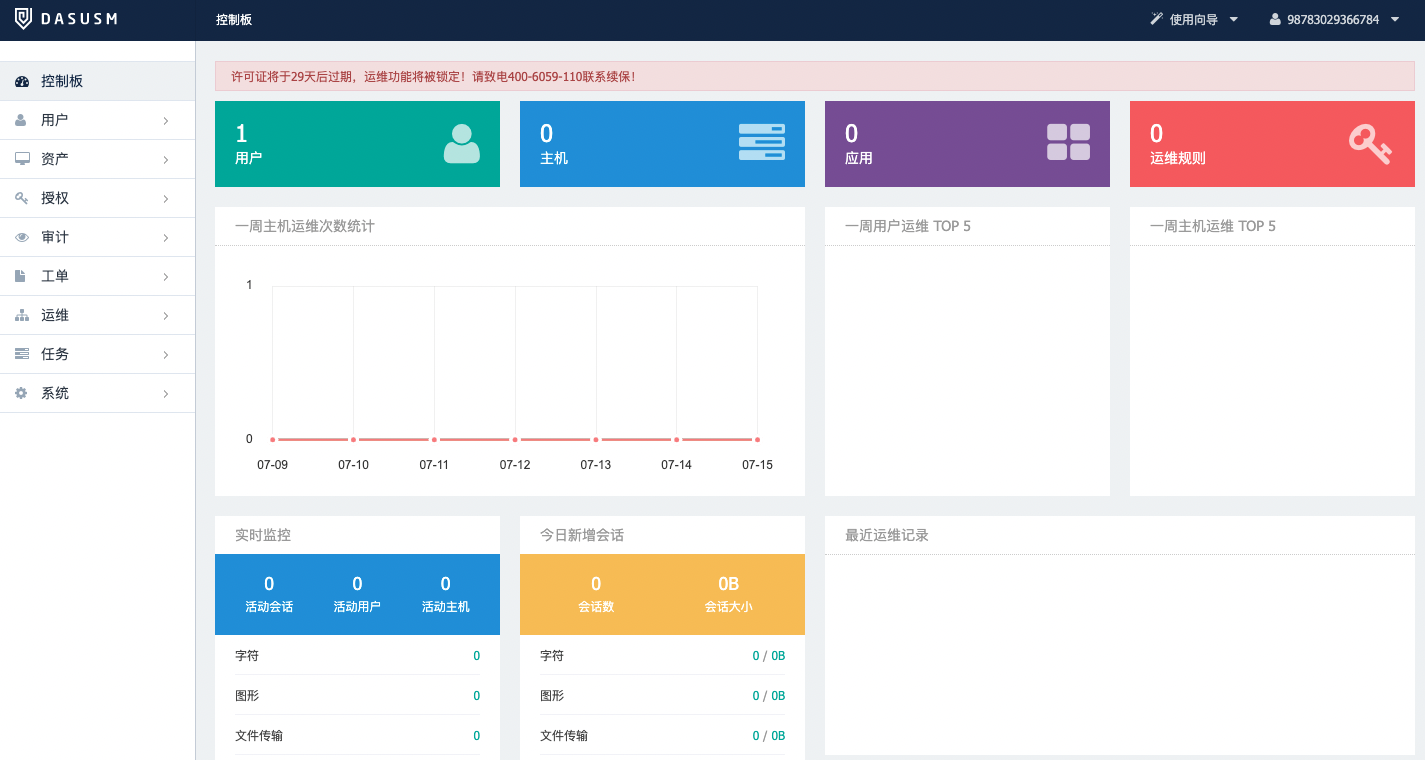 DASUSM
控制板
使用向导
98783029366784
控制板
用户
资产
授权
审计
工单
运维
任务
系统
许可证将于29天后过期，运维功能将被锁定！请致电400-6059-110联系续保！
1
用户
0
主机
0
应用
0
运维规则
一周主机运维次数统计
1
0
07-09 07-10 07-11 07-12 07-13 07-14 07-15
一周用户运维 TOP 5
一周主机运维 TOP 5
实时监控
0 0 0
活动会话 活动用户 活动主机
字符 0
图形 0
文件传输 0
今日新增会话
0 0B
会话数 会话大小
字符 0 / 0B
图形 0 / 0B
文件传输 0 / 0B
最近运维记录